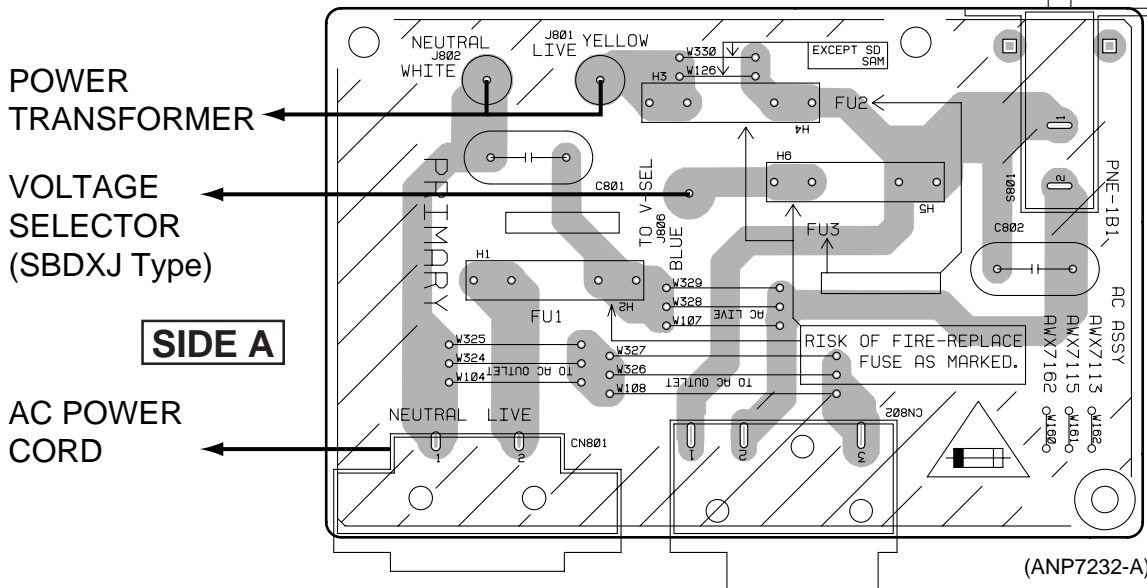 POWER
TRANSFORMER
VOLTAGE
SELECTOR
(SBDXJ Type)
SIDE A
AC POWER
CORD
NEUTRAL
J802
WHITE
J801
LIVE YELLOW
W330
W126
EXCEPT SD
SAM
H3
H4
FU2
H6
H5
C801
TO V-SEL
J806
BLUE
FU3
PRIMARY
H1
H2
FU1
W329
W328
AC LIVE
W107
S801
1
2
PNE-1B1
C802
AC ASSY
AWX7113
AWX7115
AWX7162
RISK OF FIRE-REPLACE
FUSE AS MARKED.
W325
W324
TO AC OUTLET
W104
W327
W326
TO AC OUTLET
W108
NEUTRAL LIVE
CN801
1
2
CN802
1
2
3
W160
W161
W162
(ANP7232-A)